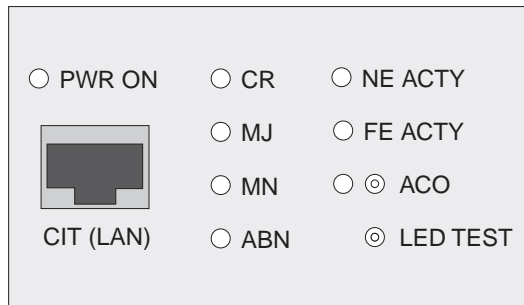 PWR ON
CR
NE ACTY
MJ
FE ACTY
MN
ACO
CIT (LAN)
ABN
LED TEST